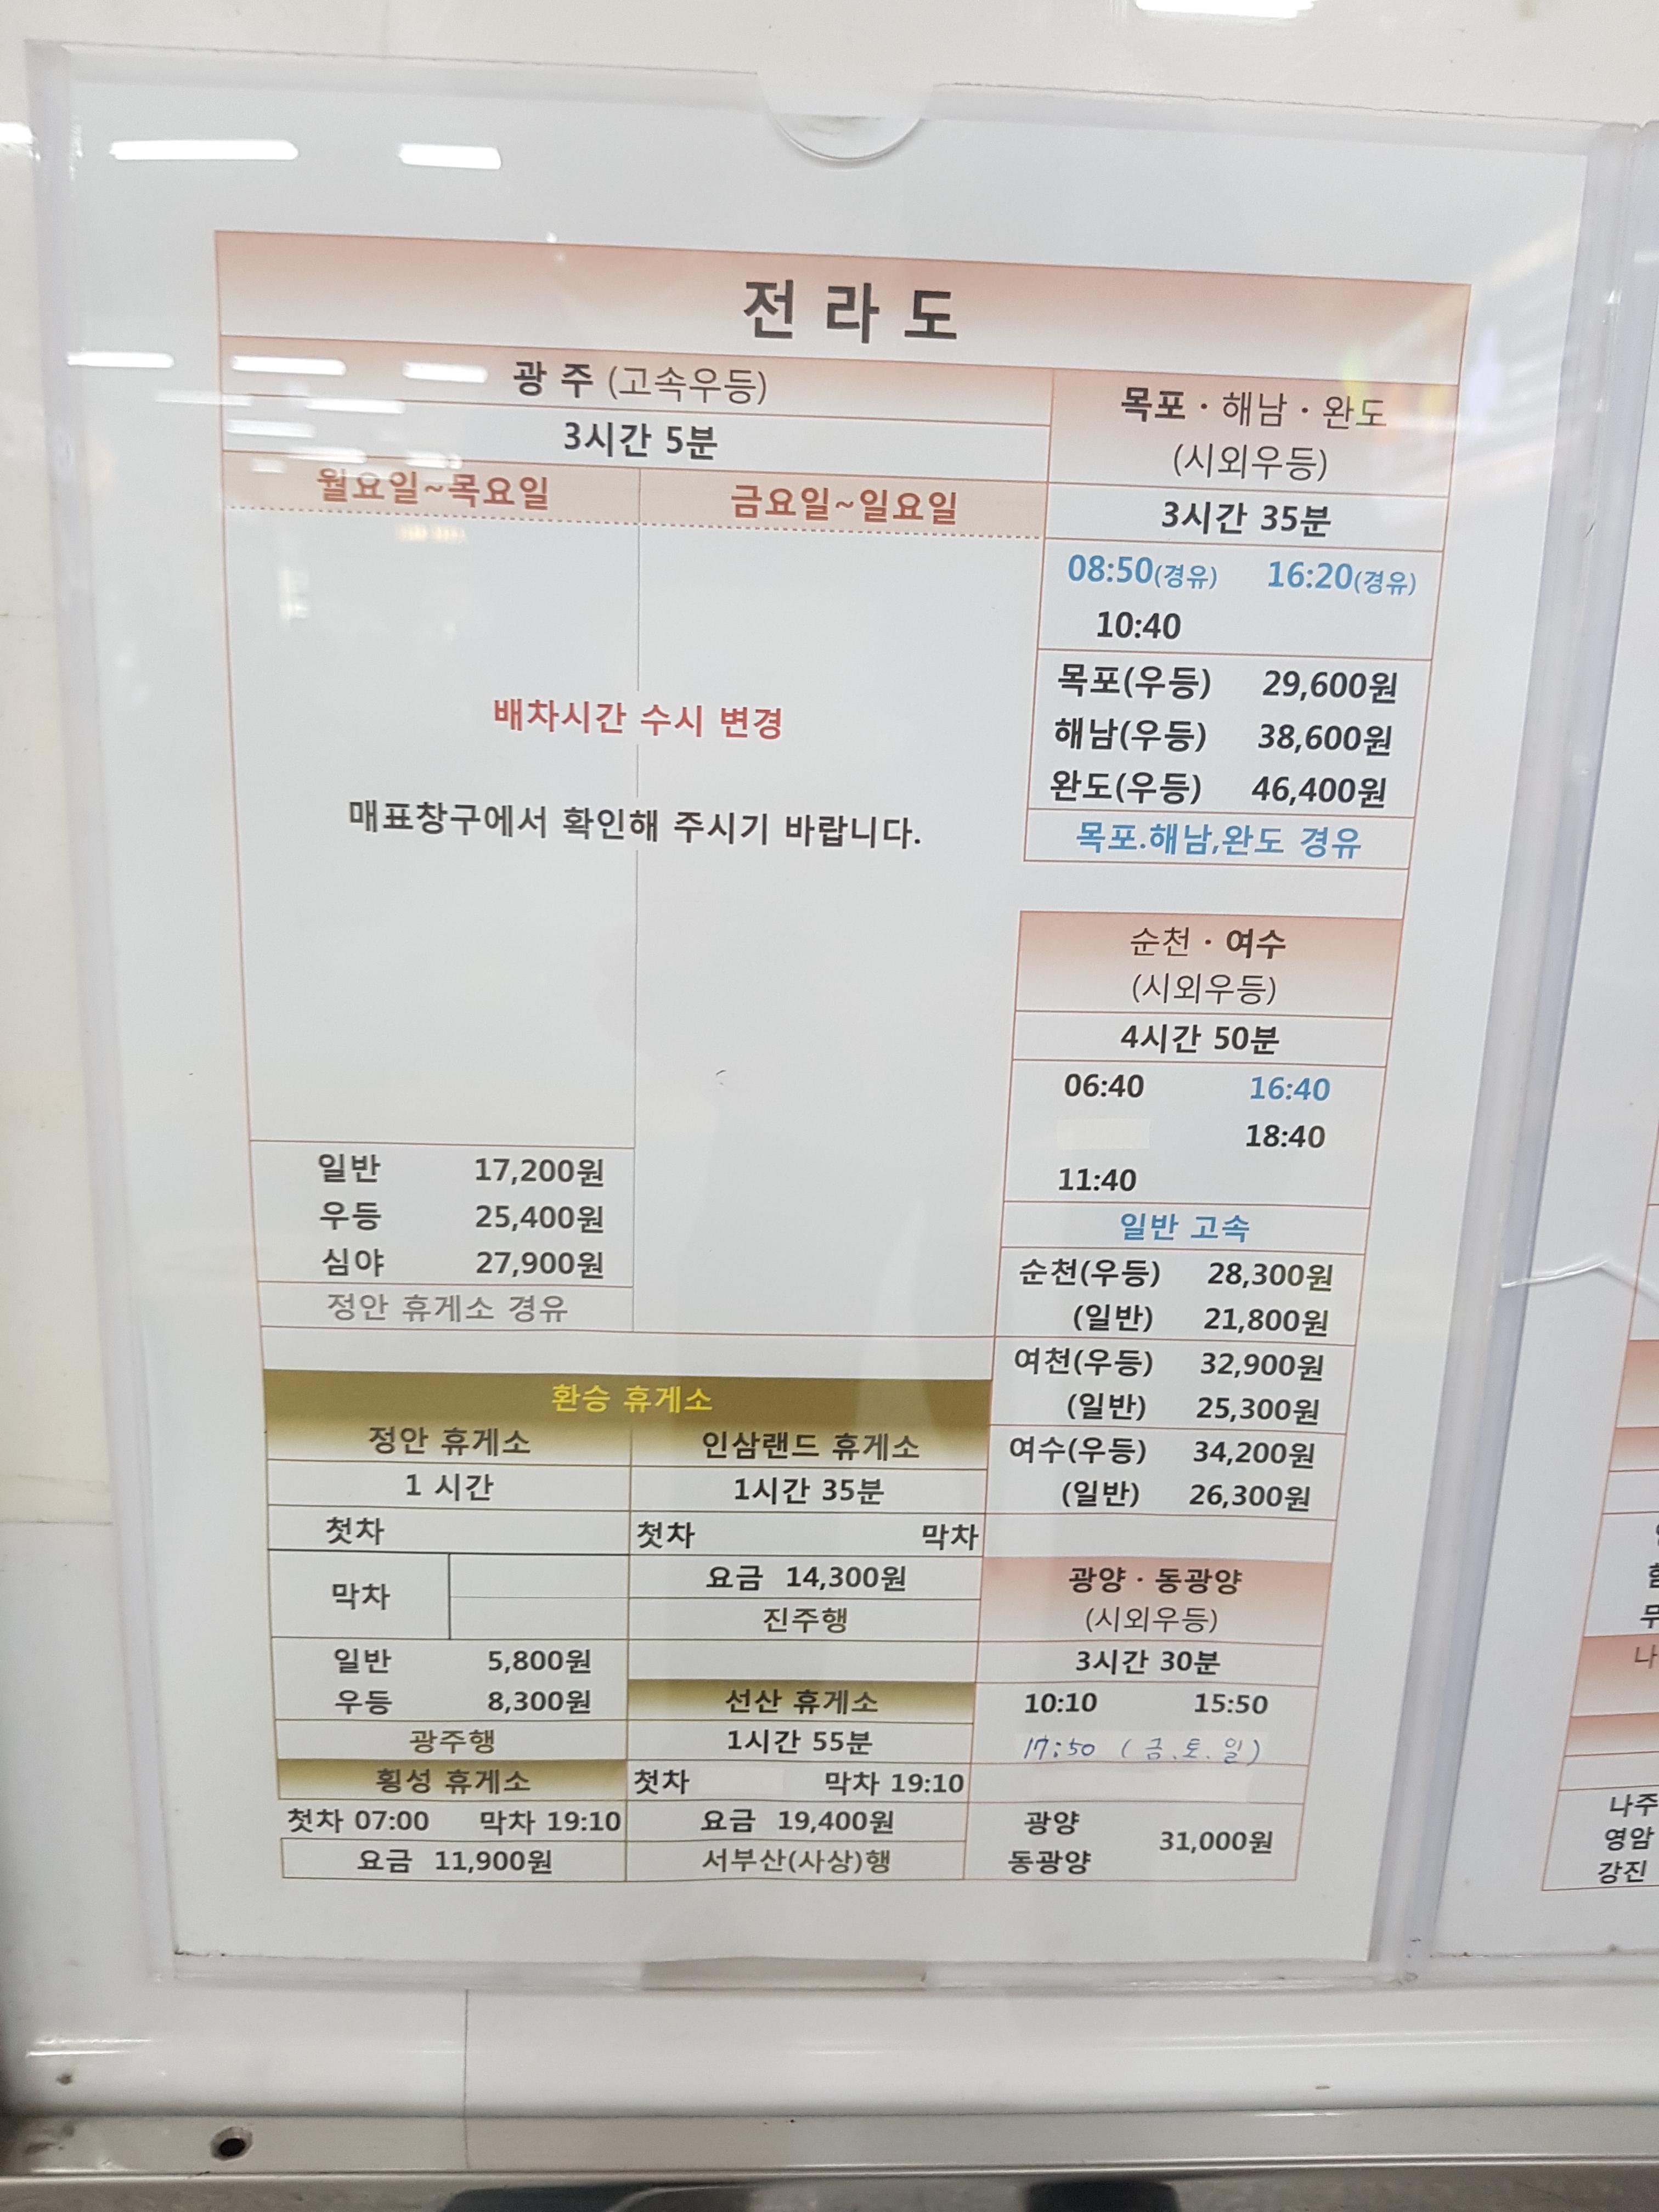 전 라 도
광 주 (고속우등)
3시간 5분
월요일~목요일 금요일~일요일
배차시간 수시 변경
매표창구에서 확인해 주시기 바랍니다.
일반 17,200원
우등 25,400원
심야 27,900원
정안 휴게소 경유
목포 · 해남 · 완도
(시외우등)
3시간 35분
08:50(경유) 16:20(경유)
10:40
목포(우등) 29,600원
해남(우등) 38,600원
완도(우등) 46,400원
목포.해남,완도 경유
순천 · 여수
(시외우등)
4시간 50분
06:40 16:40
18:40
11:40
일반 고속
순천(우등) 28,300원
(일반) 21,800원
여천(우등) 32,900원
(일반) 25,300원
여수(우등) 34,200원
(일반) 26,300원
환승 휴게소
정안 휴게소
1 시간
첫차
막차
일반 5,800원
우등 8,300원
광주행
횡성 휴게소
첫차 07:00 막차 19:10
요금 11,900원
인삼랜드 휴게소
1시간 35분
첫차 막차
요금 14,300원
진주행
선산 휴게소
1시간 55분
첫차 막차 19:10
요금 19,400원
서부산(사상)행
광양 · 동광양
(시외우등)
3시간 30분
10:10 15:50
17:50 (금.토.일)
광양
동광양 31,000원
나주
영암
강진